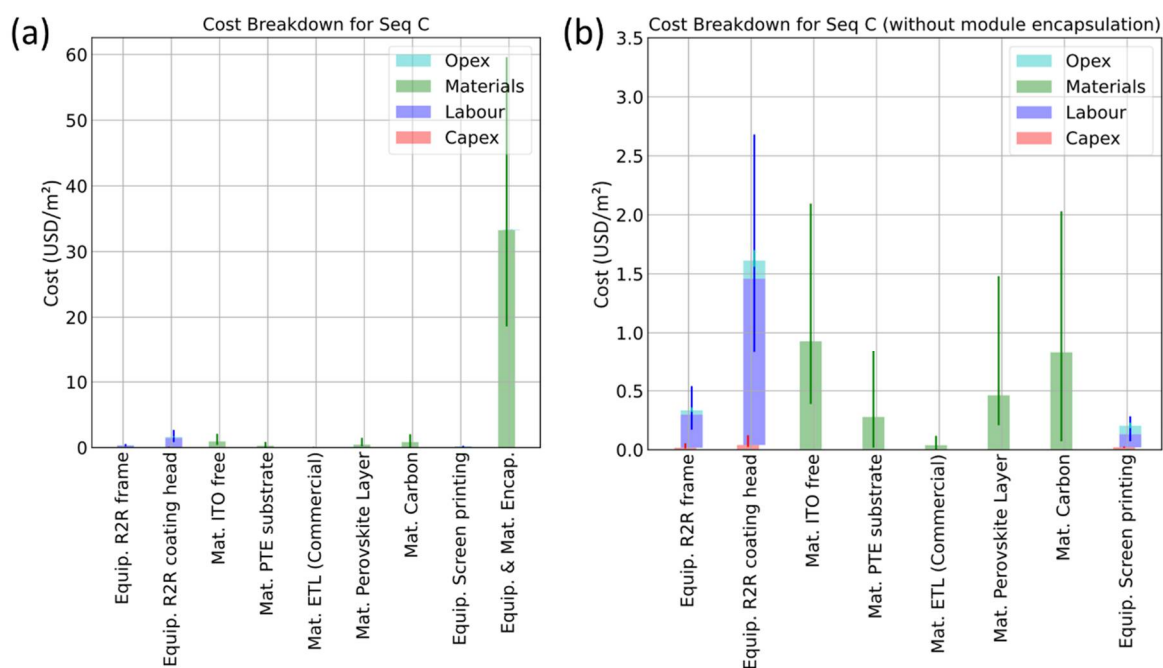 (a)
Cost Breakdown for Seq C
Cost (USD/m²)
60
50
40
30
20
10
0
Opex
Materials
Labour
Capex
Equip. R2R frame
Equip. R2R coating head
Mat. ITO free
Mat. PTE substrate
Mat. ETL (Commercial)
Mat. Perovskite Layer
Mat. Carbon
Equip. Screen printing
Equip. & Mat. Encap.
(b)
Cost Breakdown for Seq C (without module encapsulation)
Cost (USD/m²)
3.5
3.0
2.5
2.0
1.5
1.0
0.5
0.0
Opex
Materials
Labour
Capex
Equip. R2R frame
Equip. R2R coating head
Mat. ITO free
Mat. PTE substrate
Mat. ETL (Commercial)
Mat. Perovskite Layer
Mat. Carbon
Equip. Screen printing